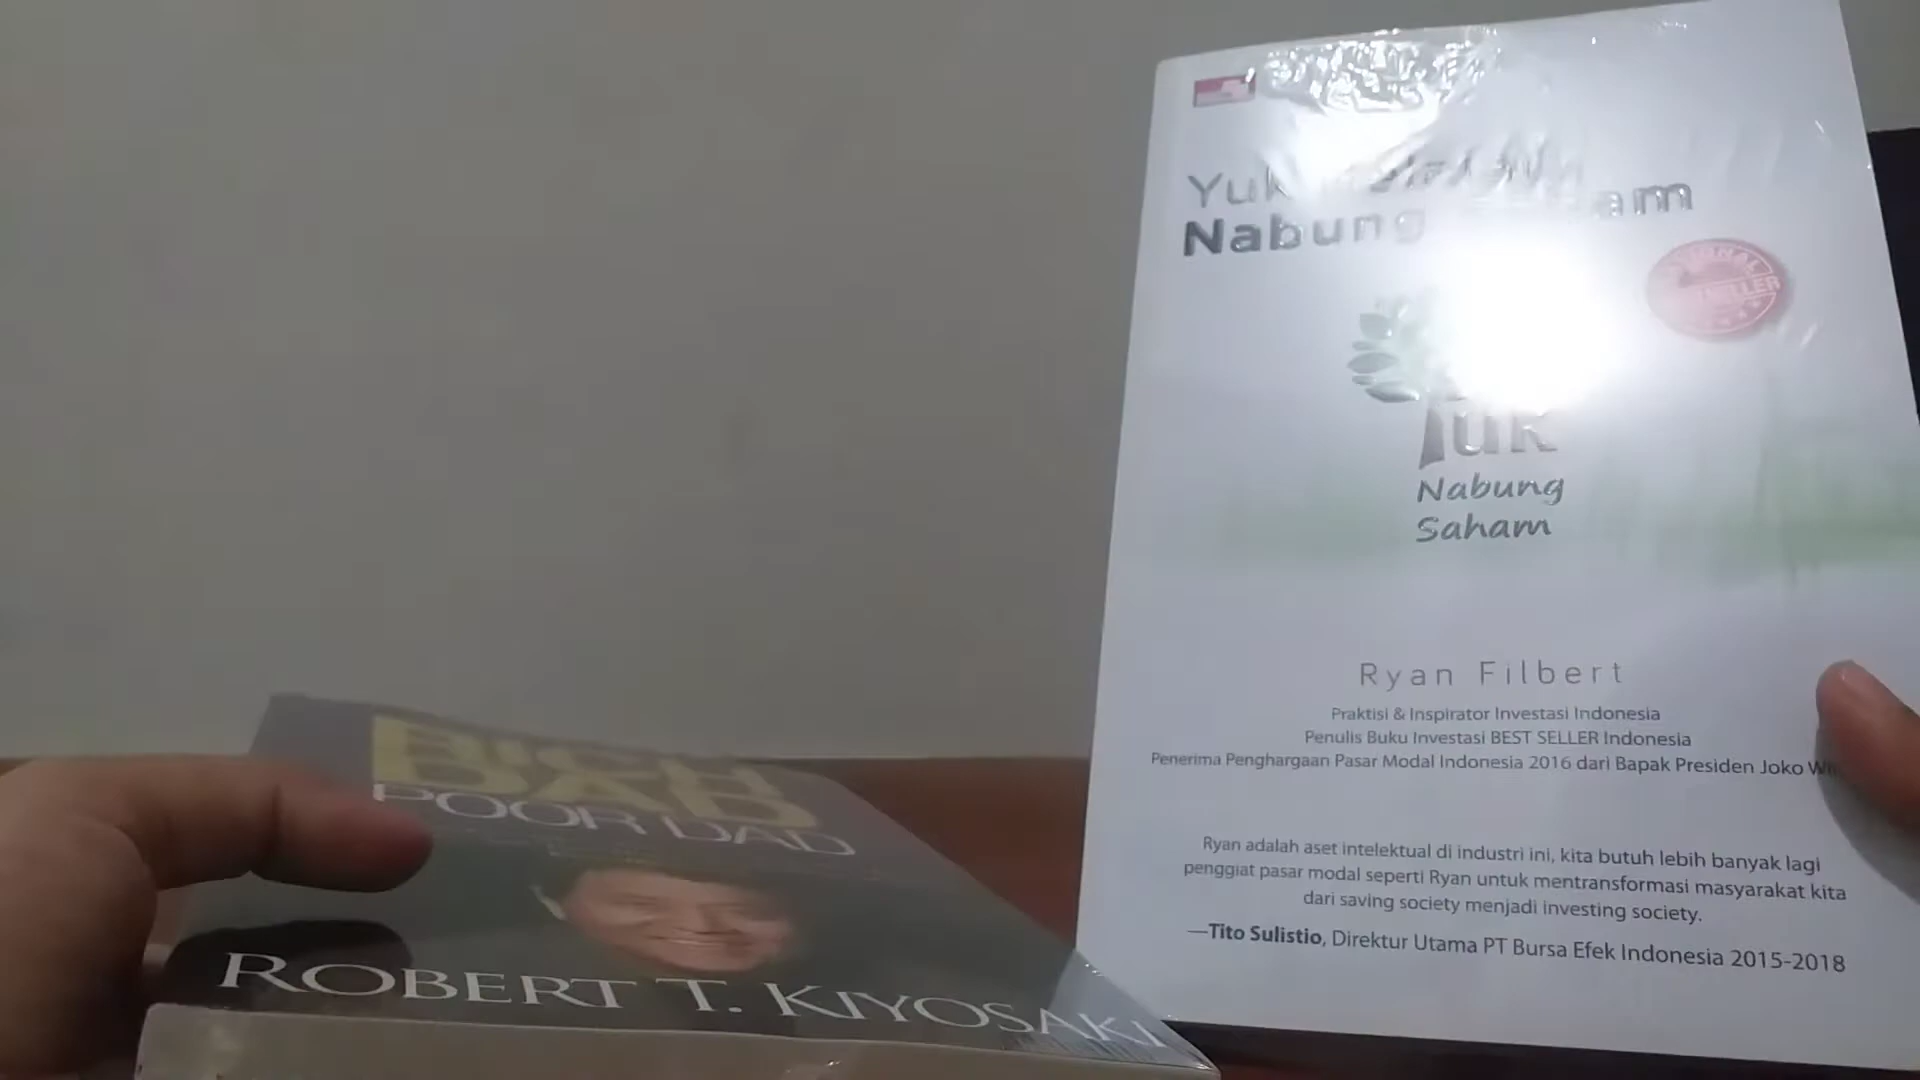 RICH
DAD
POOR DAD
ROBERT T. KIYOSAKI
Yuk
Nabung
Yuk
Nabung
Saham
Ryan Filbert
Praktisi & Inspirator Investasi Indonesia
Penulis Buku Investasi BEST SELLER Indonesia
Penerima Penghargaan Pasar Modal Indonesia 2016 dari Bapak Presiden Joko
Ryan adalah aset intelektual di industri ini, kita butuh lebih banyak lagi
penggiat pasar modal seperti Ryan untuk mentransformasi masyarakat kita
dari saving society menjadi investing society.
—Tito Sulistio, Direktur Utama PT Bursa Efek Indonesia 2015-2018